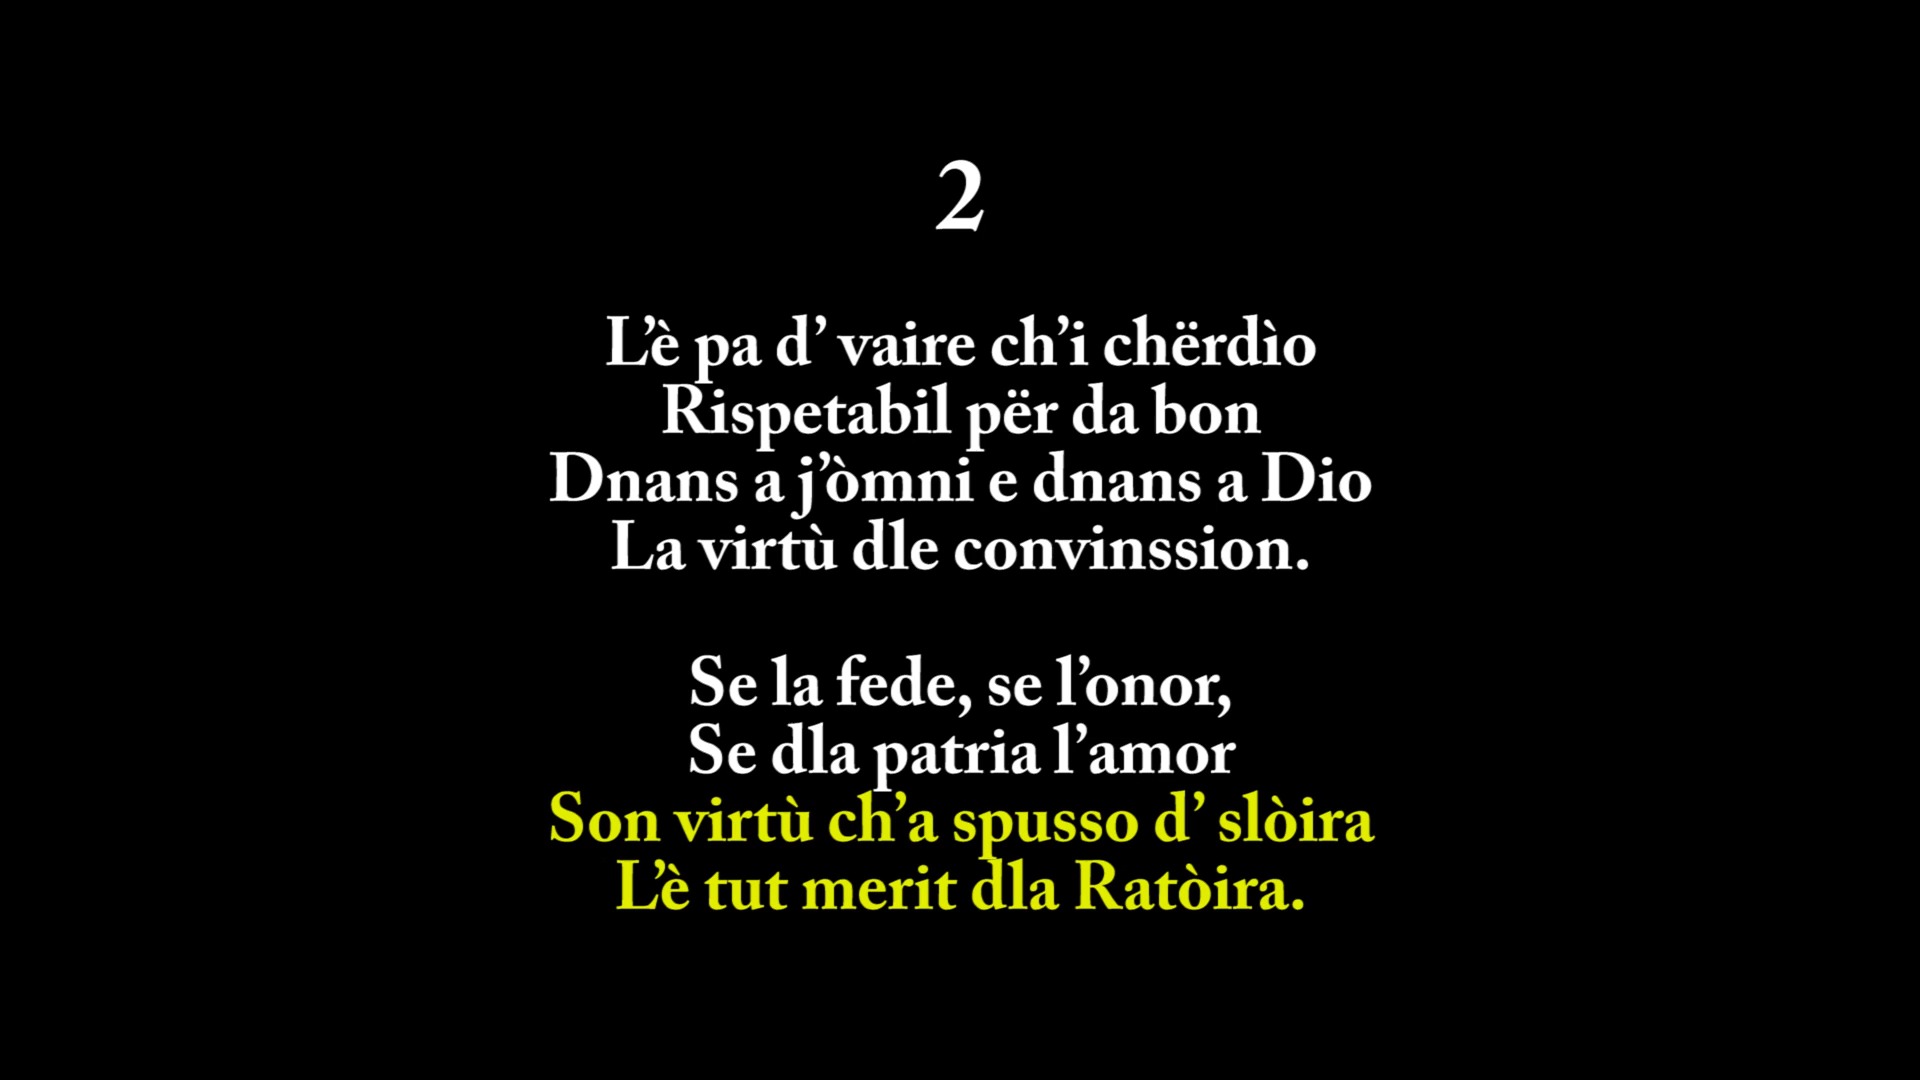 2
L’è pa d’ vaire ch’i chërdìo
Rispetabil për da bon
Dnans a j’òmni e dnans a Dio
La virtù dle convinssion.
Se la fede, se l’onor,
Se dla patria l’amor
Son virtù ch’a spusso d’ slòira
L’è tut merit dla Ratòira.